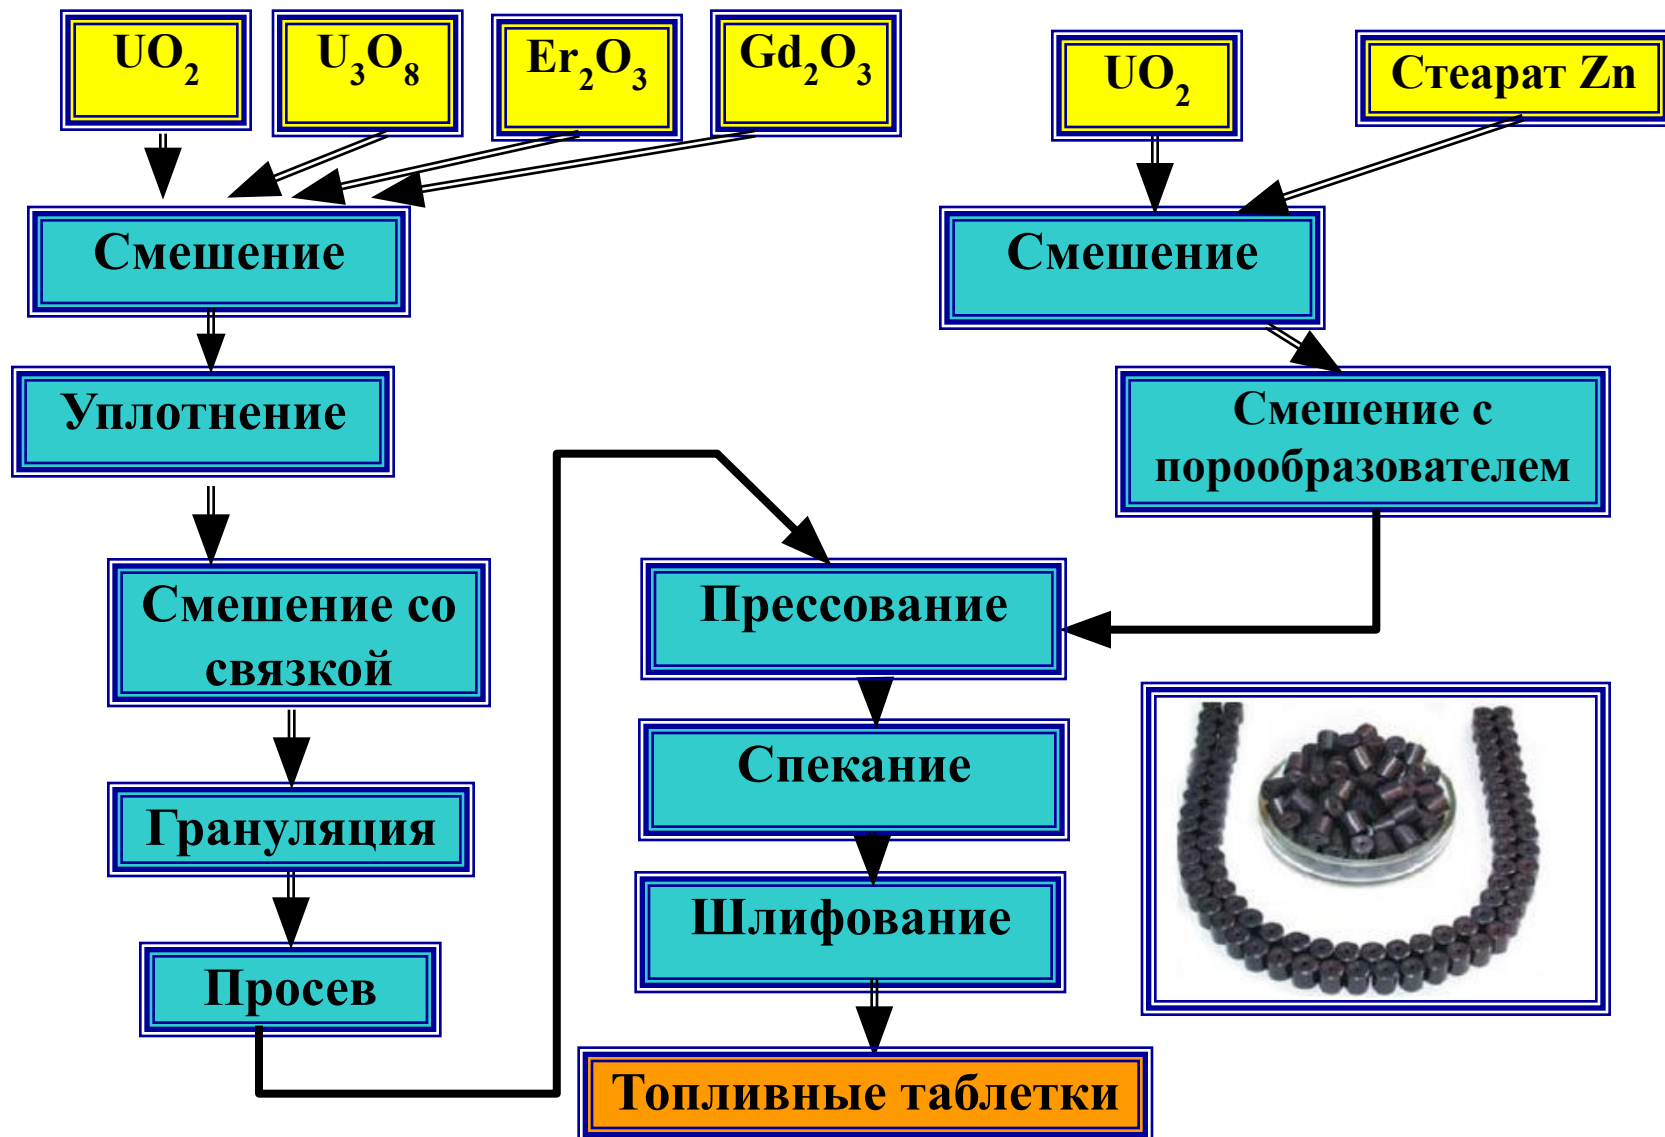 UO₂
U₃O₈
Er₂O₃
Gd₂O₃
UO₂
Стеарат Zn
Смешение
Смешение
Уплотнение
Смешение с
порообразователем
Смешение со
связкой
Прессование
Спекание
Грануляция
Шлифование
Просев
Топливные таблетки